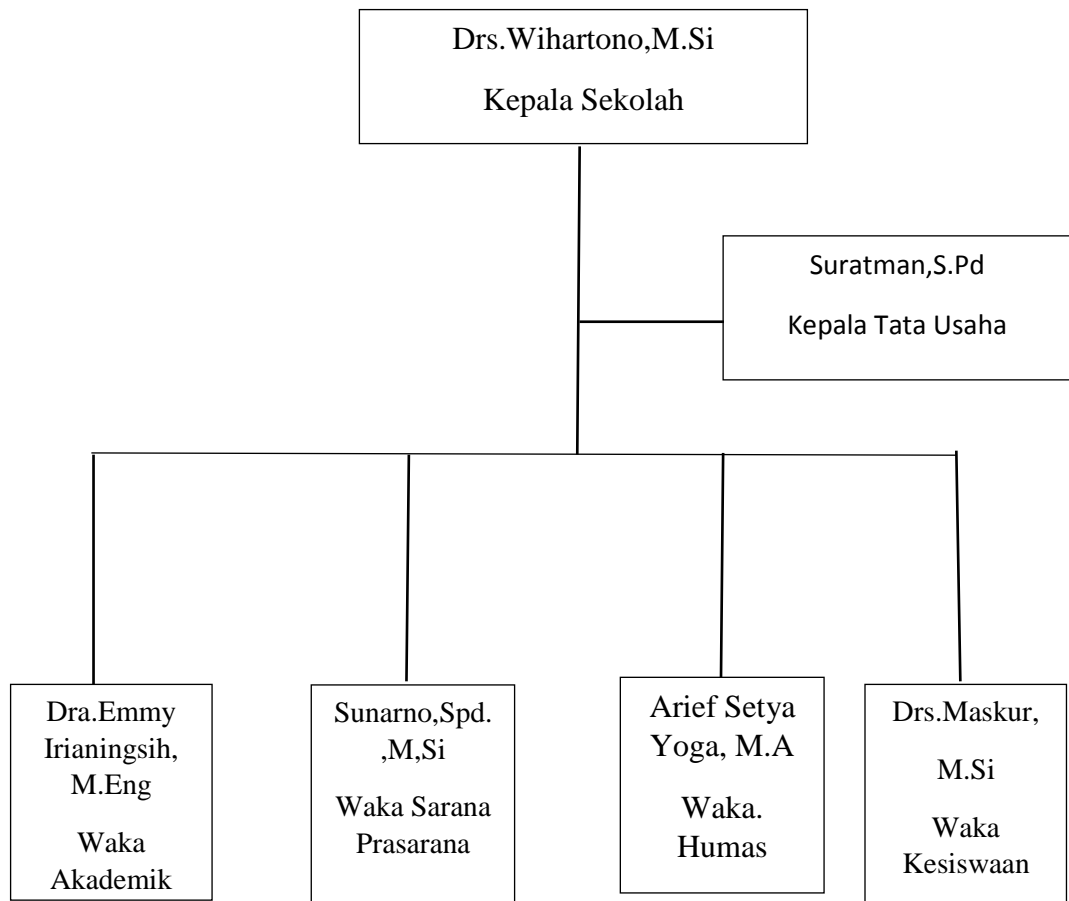 Drs.Wihartono,M.Si
Kepala Sekolah
Suratman,S.Pd
Kepala Tata Usaha
Dra.Emmy
Irianingsih,
M.Eng
Waka
Akademik
Sunarno,Spd.
,M,Si
Waka Sarana
Prasarana
Arief Setya
Yoga, M.A
Waka.
Humas
Drs.Maskur,
M.Si
Waka
Kesiswaan